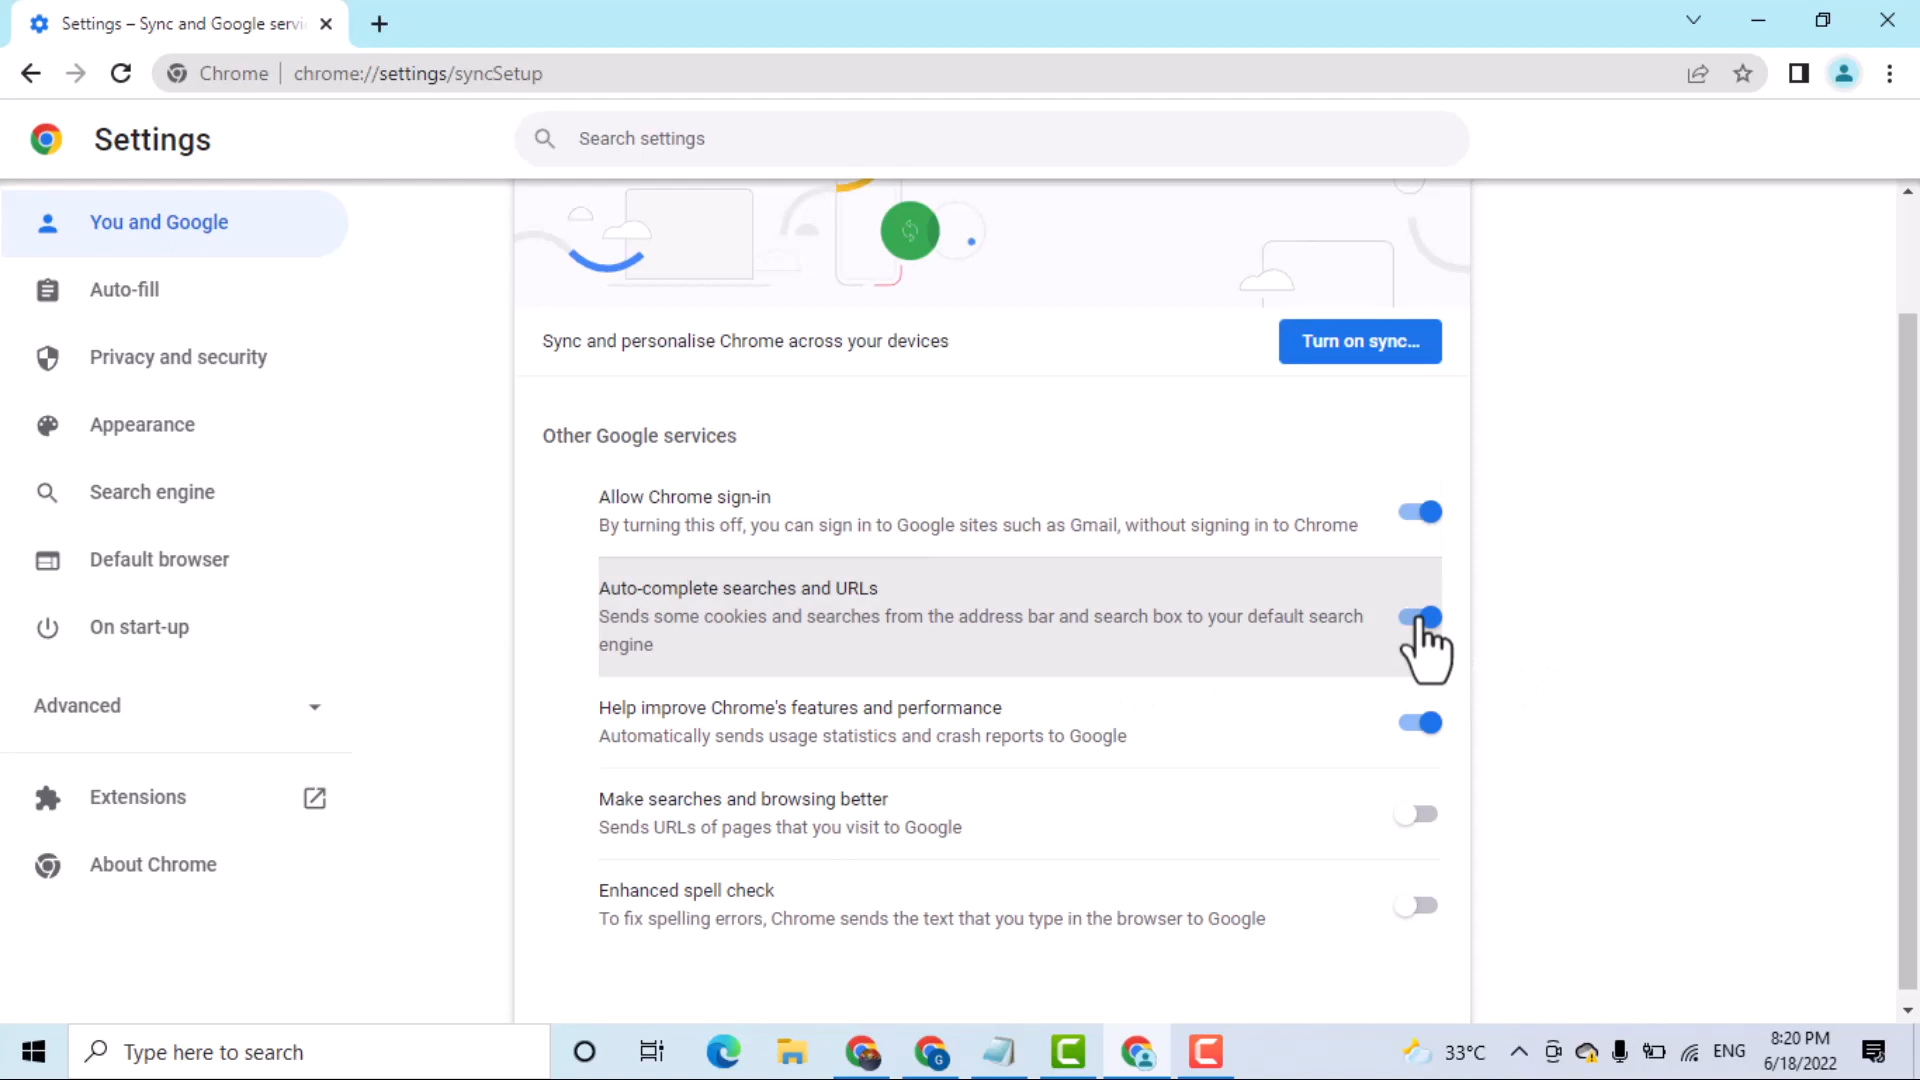 Settings – Sync and Google servi
Chrome
chrome://settings/syncSetup
Settings
Search settings
You and Google
Auto-fill
Privacy and security
Appearance
Search engine
Default browser
On start-up
Advanced
Extensions
About Chrome
Sync and personalise Chrome across your devices
Turn on sync...
Other Google services
Allow Chrome sign-in
By turning this off, you can sign in to Google sites such as Gmail, without signing in to Chrome
Auto-complete searches and URLs
Sends some cookies and searches from the address bar and search box to your default search
engine
Help improve Chrome's features and performance
Automatically sends usage statistics and crash reports to Google
Make searches and browsing better
Sends URLs of pages that you visit to Google
Enhanced spell check
To fix spelling errors, Chrome sends the text that you type in the browser to Google
Type here to search
G
33°C
ENG
8:20 PM
6/18/2022